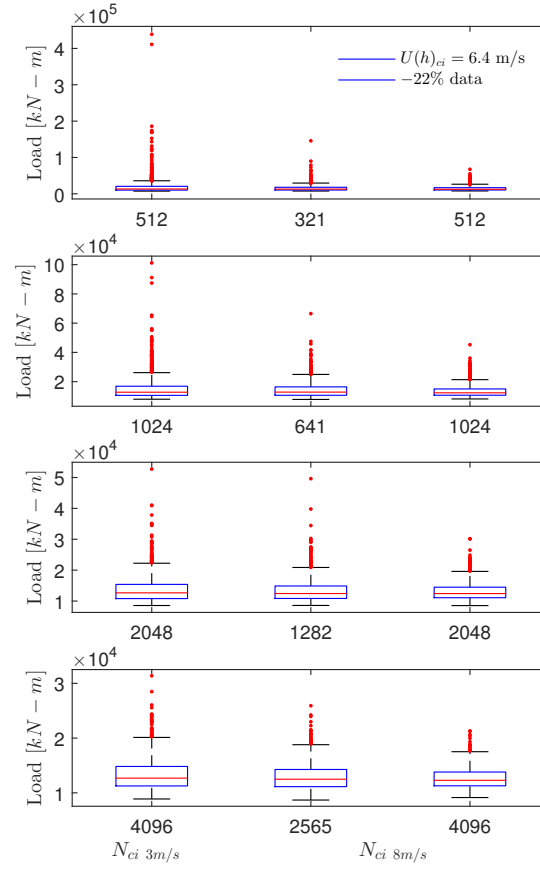 ×10^5
Load [kN − m]
4
2
0
U(h)_ci = 6.4 m/s
−22% data
512 321 512
×10^4
Load [kN − m]
10
8
6
4
2
1024 641 1024
×10^4
Load [kN − m]
5
4
3
2
1
2048 1282 2048
×10^4
Load [kN − m]
3
2
1
4096 2565 4096
N_ci 3m/s N_ci 8m/s